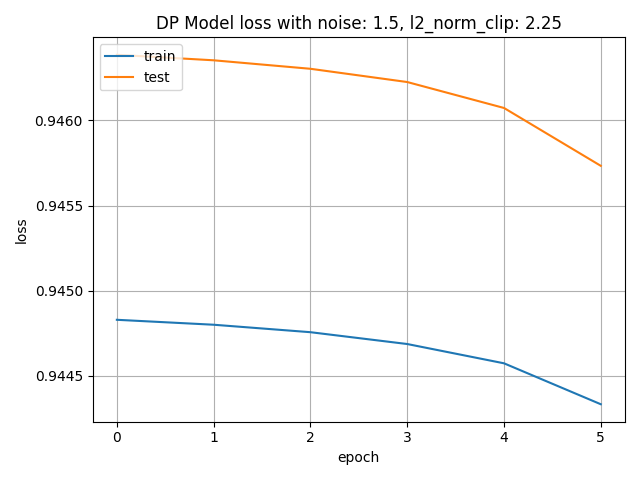 DP Model loss with noise: 1.5, l2_norm_clip: 2.25
train
test
0.9460
0.9455
0.9450
0.9445
loss
0 1 2 3 4 5
epoch